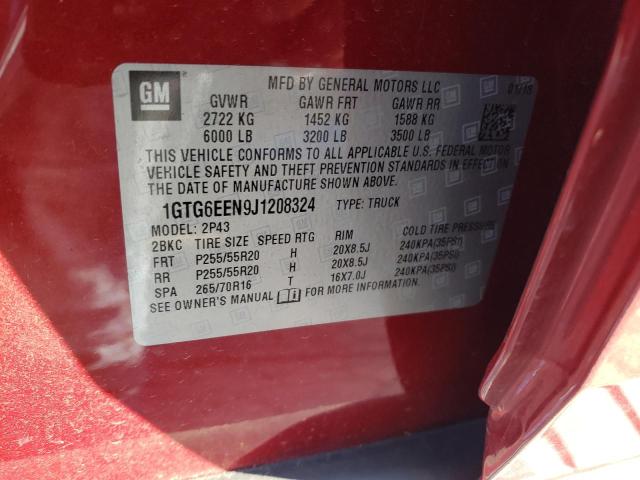 GM
MFD BY GENERAL MOTORS LLC 01/18
GVWR GAWR FRT GAWR RR
2722 KG 1452 KG 1588 KG
6000 LB 3200 LB 3500 LB
THIS VEHICLE CONFORMS TO ALL APPLICABLE U.S. FEDERAL MOTOR
VEHICLE SAFETY AND THEFT PREVENTION STANDARDS IN EFFECT ON
THE DATE OF MANUFACTURE SHOWN ABOVE.
1GTG6EEN9J1208324 TYPE: TRUCK
MODEL: 2P43
2BKC TIRE SIZE SPEED RTG RIM COLD TIRE PRESSURE
FRT P255/55R20 H 20X8.5J 240KPA(35PSI)
RR P255/55R20 H 20X8.5J 240KPA(35PSI)
SPA 265/70R16 T 16X7.0J 240KPA(35PSI)
SEE OWNER'S MANUAL FOR MORE INFORMATION.